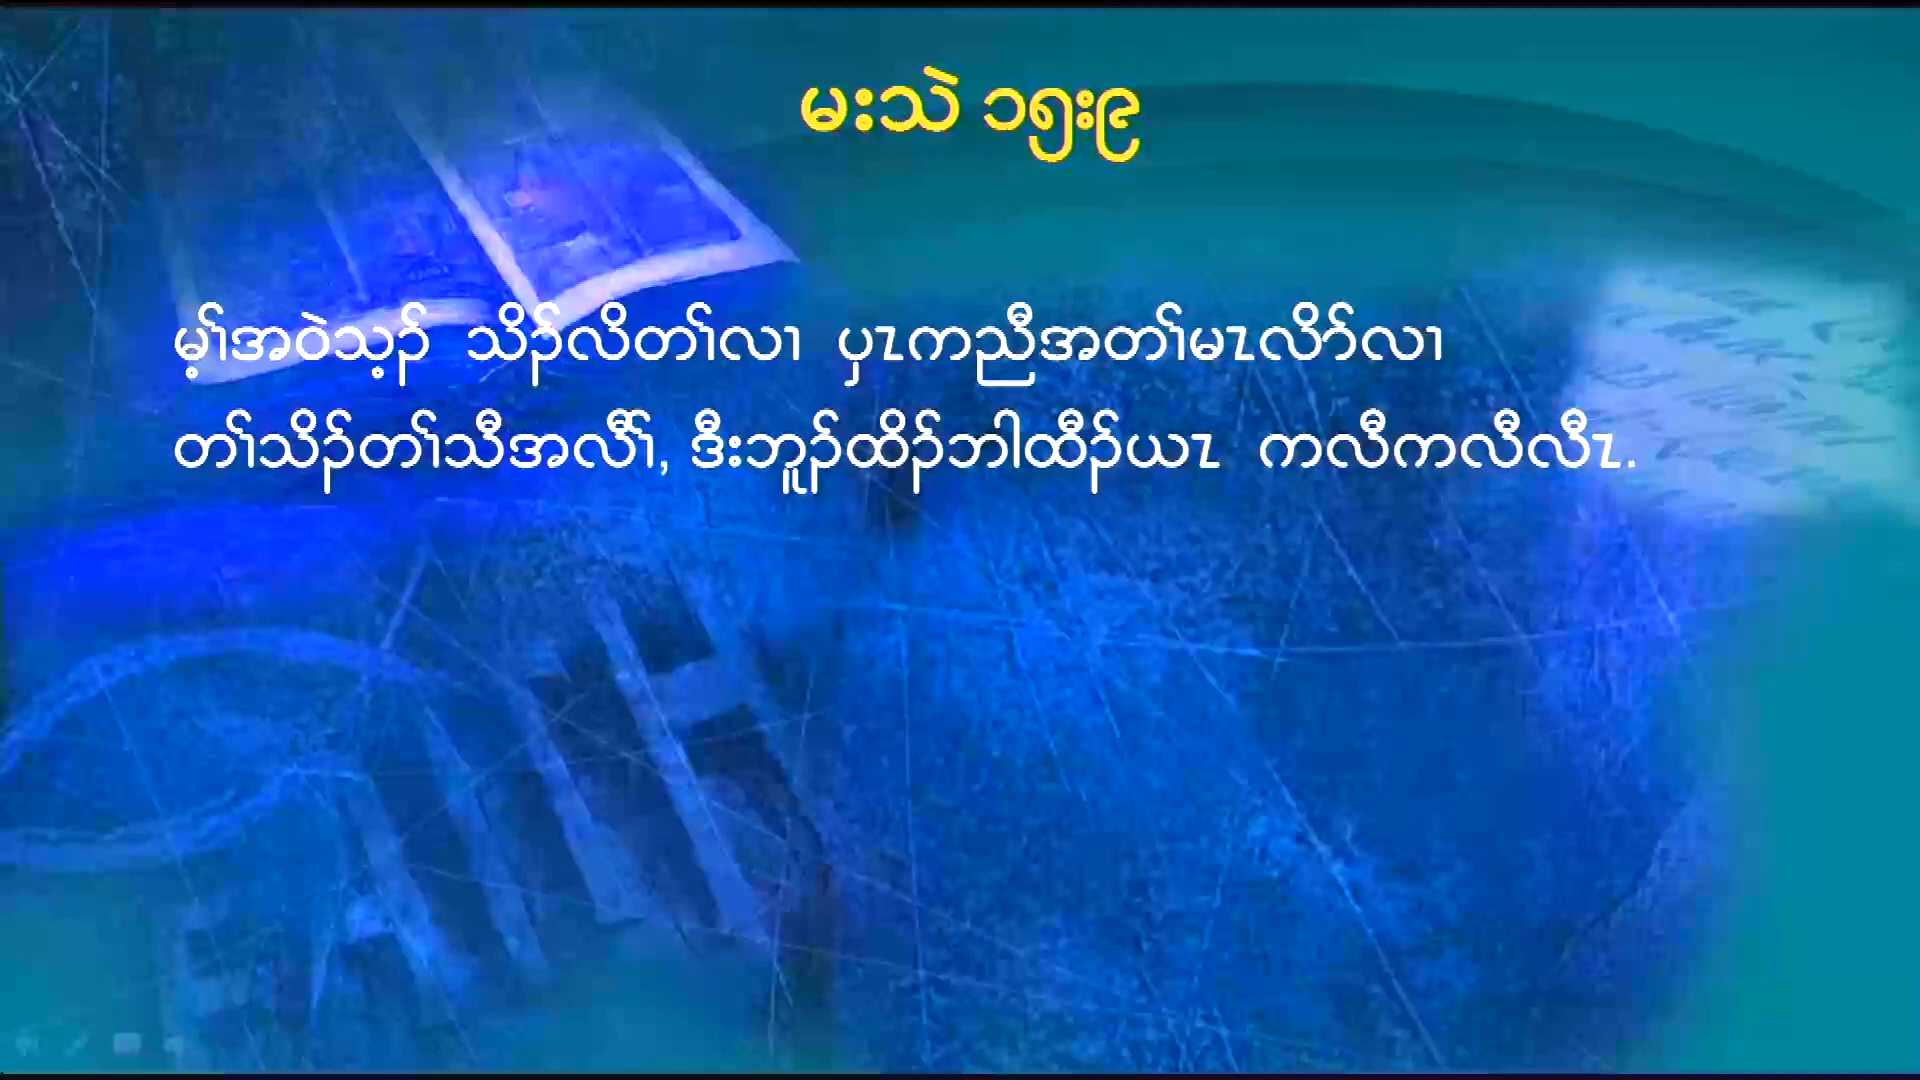 မးသဲ ၁၅း၉
မ့ၢ်အဝဲသ့ၣ် သိၣ်လိတၢ်လၢ ပှၤကညီအတၢ်မၤလိာ်လၢ
တၢ်သိၣ်တၢ်သီအလီၢ်, ဒီးဘူၣ်ထိၣ်ဘါထီၣ်ယၤ ကလီကလီလီၤ.